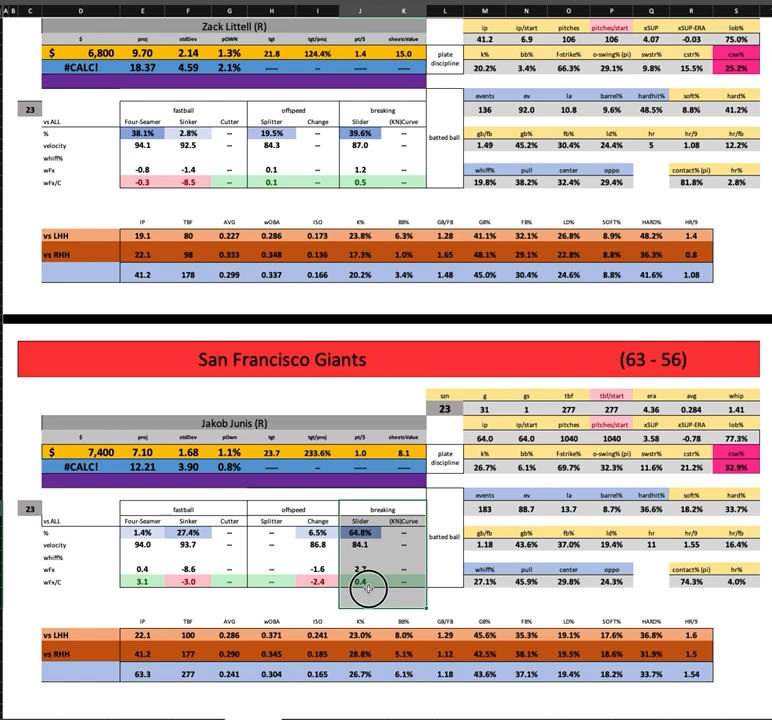 A B C D E F G H I J K L M N O P Q R S
Zack Littell (R) ip ip/start pitches pitches/start xSUP xSUP-ERA lob%
$ proj stdDev pOWN tgt tgt/proj pt/$ sheetsValue 41.2 6.9 106 106 4.07 -0.03 75.0%
$ 6,800 9.70 2.14 1.3% 21.8 124.4% 1.4 15.0 plate discipline k% bb% f-strike% o-swing% (pi) swstr% cstr% csw%
#CALC! 18.37 4.59 2.1% ----- -- ----- ----- 20.2% 3.4% 66.3% 29.1% 9.8% 15.5% 25.2%
events ev la barrel% hardhit% soft% hard%
23 fastball offspeed breaking 136 92.0 10.8 9.6% 48.5% 8.8% 41.2%
vs ALL Four-Seamer Sinker Cutter Splitter Change Slider (KN)Curve
% 38.1% 2.8% -- 19.5% -- 39.6% -- batted ball gb/fb gb% fb% ld% hr hr/9 hr/fb
velocity 94.1 92.5 -- 84.3 -- 87.0 -- 1.49 45.2% 30.4% 24.4% 5 1.08 12.2%
whiff%
wFx -0.8 -1.4 -- 0.1 -- 1.2 -- whiff% pull center oppo contact% (pi) hr%
wFx/C -0.3 -8.5 -- 0.1 -- 0.5 -- 19.8% 38.2% 32.4% 29.4% 81.8% 2.8%
IP TBF AVG wOBA ISO K% BB% GB/FB GB% FB% LD% SOFT% HARD% HR/9
vs LHH 19.1 80 0.227 0.286 0.173 23.8% 6.3% 1.28 41.1% 32.1% 26.8% 8.9% 48.2% 1.4
vs RHH 22.1 98 0.333 0.348 0.136 17.3% 1.0% 1.65 48.1% 29.1% 22.8% 8.8% 36.3% 0.8
41.2 178 0.299 0.337 0.166 20.2% 3.4% 1.48 45.0% 30.4% 24.6% 8.8% 41.6% 1.08
San Francisco Giants (63 - 56)
szn g gs tbf tbf/start era avg whip
23 31 1 277 277 4.36 0.284 1.41
Jakob Junis (R) ip ip/start pitches pitches/start xSUP xSUP-ERA lob%
$ proj stdDev pOwn tgt tgt/proj pt/$ sheetsValue 64.0 64.0 1040 1040 3.58 -0.78 77.3%
$ 7,400 7.10 1.68 1.1% 23.7 233.6% 1.0 8.1 plate discipline k% bb% f-strike% o-swing% (pi) swstr% cstr% csw%
#CALC! 12.21 3.90 0.8% ----- -- ----- ----- 26.7% 6.1% 69.7% 32.3% 11.6% 21.2% 32.9%
events ev la barrel% hardhit% soft% hard%
23 fastball offspeed breaking 183 88.7 13.7 8.7% 36.6% 18.2% 33.7%
vs ALL Four-Seamer Sinker Cutter Splitter Change Slider (KN)Curve
% 1.4% 27.4% -- -- 6.5% 64.8% -- batted ball gb/fb gb% fb% ld% hr hr/9 hr/fb
velocity 94.0 93.7 -- -- 86.8 84.1 -- 1.18 43.6% 37.0% 19.4% 11 1.55 16.4%
whiff%
wFx 0.4 -8.6 -- -- -1.6 2.7 -- whiff% pull center oppo contact% (pi) hr%
wFx/C 3.1 -3.0 -- -- -2.4 0.4 -- 27.1% 45.9% 29.8% 24.3% 74.3% 4.0%
IP TBF AVG wOBA ISO K% BB% GB/FB GB% FB% LD% SOFT% HARD% HR/9
vs LHH 22.1 100 0.286 0.371 0.241 23.0% 8.0% 1.29 45.6% 35.3% 19.1% 17.6% 36.8% 1.6
vs RHH 41.2 177 0.290 0.345 0.185 28.8% 5.1% 1.12 42.5% 38.1% 19.5% 18.6% 31.9% 1.5
63.3 277 0.241 0.304 0.165 26.7% 6.1% 1.18 43.6% 37.1% 19.4% 18.2% 33.7% 1.54